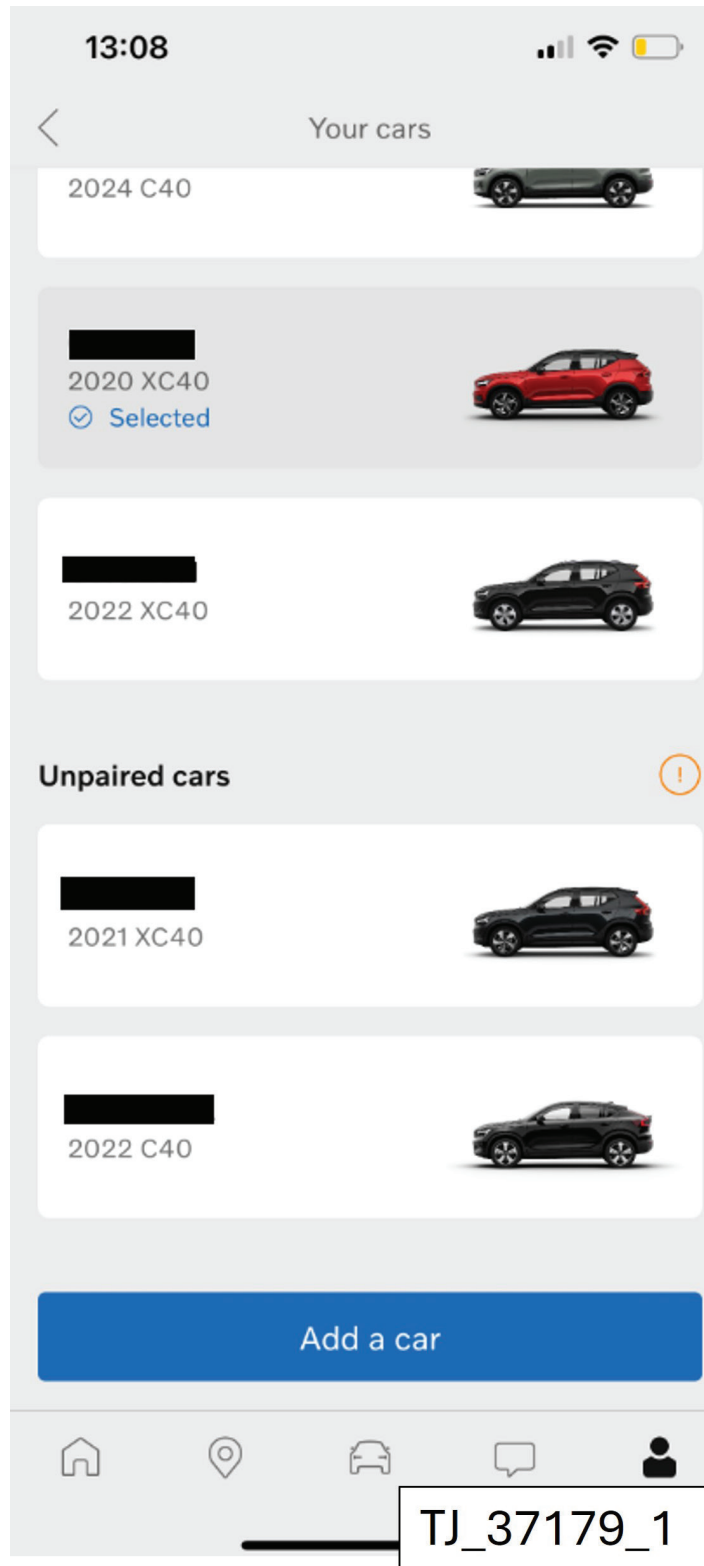 13:08
Your cars
2024 C40
2020 XC40
Selected
2022 XC40
Unpaired cars
!
2021 XC40
2022 C40
Add a car
TJ_37179_1